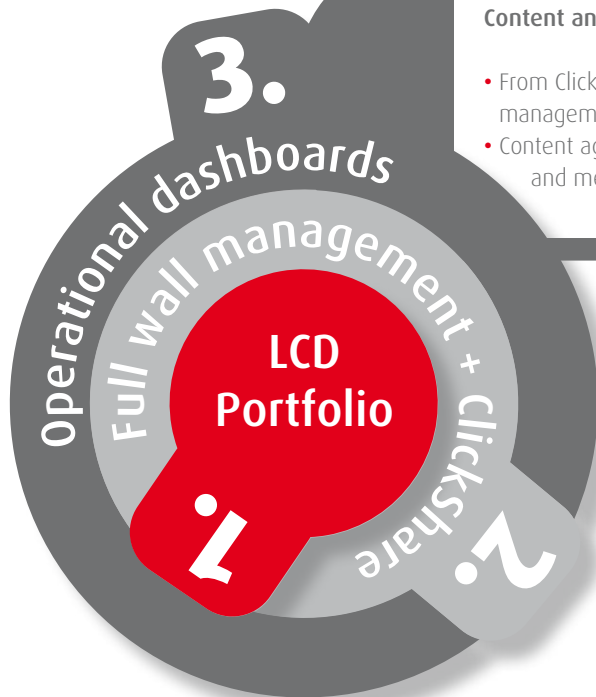 Content an
• From Click
managem
• Content ag
and me
3.
Operational dashboards
Full wall management + ClickShare
LCD
Portfolio
1.
2.